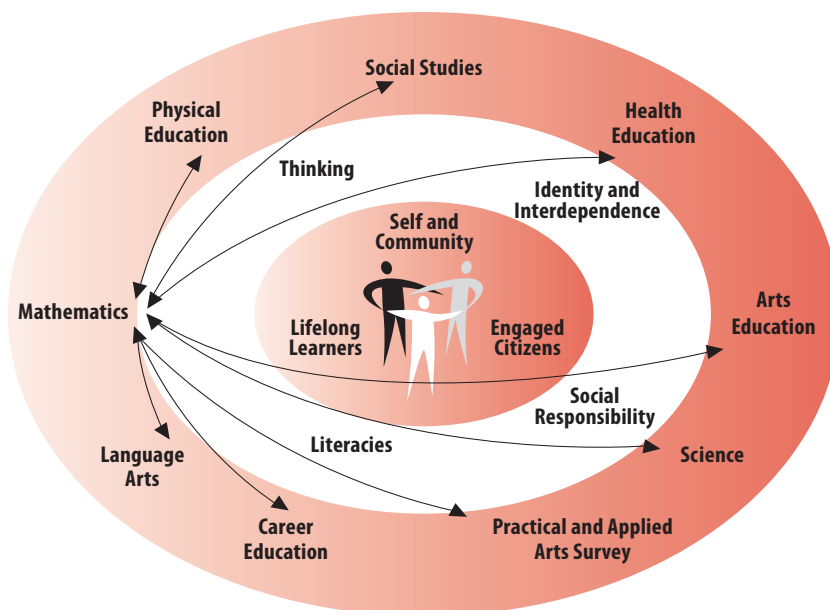 Social Studies
Physical
Education
Health
Education
Thinking
Identity and
Interdependence
Self and
Community
Mathematics
Lifelong
Learners
Engaged
Citizens
Arts
Education
Social
Responsibility
Literacies
Language
Arts
Science
Career
Education
Practical and Applied
Arts Survey